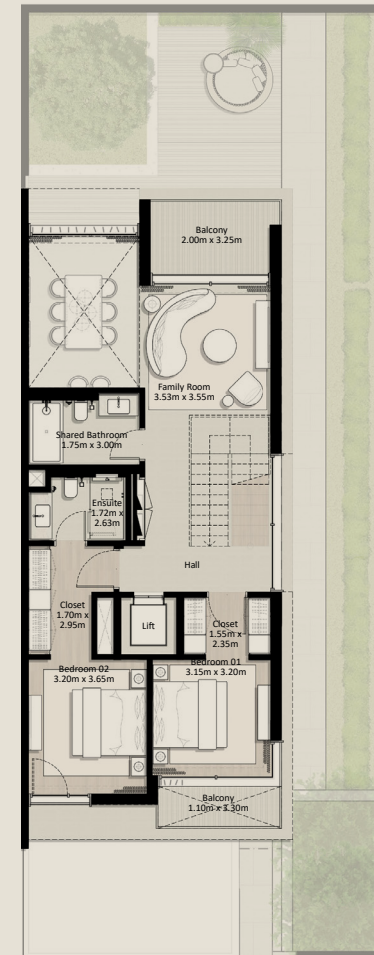 Balcony
2.00m x 3.25m
Family Room
3.53m x 3.55m
Shared Bathroom
1.75m x 3.00m
Ensuite
1.72m x
2.63m
Hall
Closet
1.70m x
2.95m
Lift
Closet
1.55m x
2.35m
Bedroom 02
3.20m x 3.65m
Bedroom 01
3.15m x 3.20m
Balcony
1.10m x 3.30m